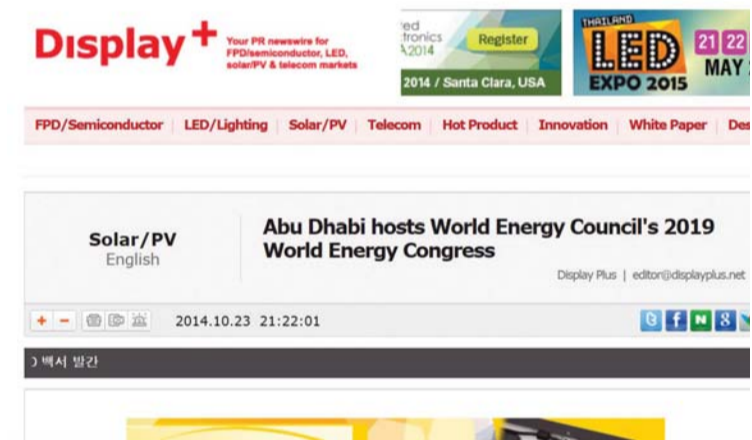 Display+
Your PR newswire for
FPD/semiconductor, LED,
solar/PV & telecom markets
2014
Register
2014 / Santa Clara, USA
THAILAND
LED
EXPO 2015
21 22
MAY
FPD/Semiconductor | LED/Lighting | Solar/PV | Telecom | Hot Product | Innovation | White Paper
Solar/PV
English
Abu Dhabi hosts World Energy Council's 2019
World Energy Congress
Display Plus | editor@displayplus.net
2014.10.23 21:22:01
백서 발간